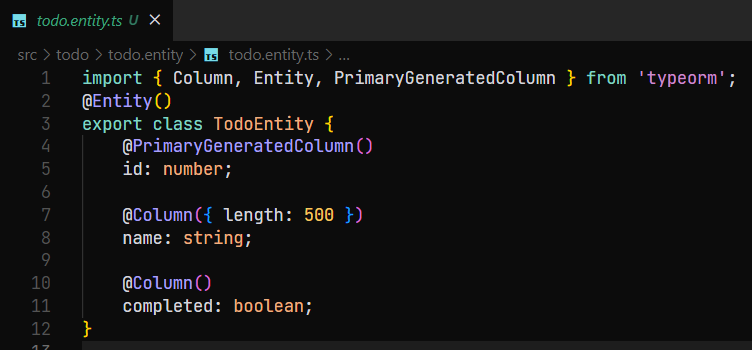 TS todo.entity.ts U ×
src > todo > todo.entity > TS todo.entity.ts > ...
1 import { Column, Entity, PrimaryGeneratedColumn } from 'typeorm';
2 @Entity()
3 export class TodoEntity {
4     @PrimaryGeneratedColumn()
5     id: number;
6
7     @Column({ length: 500 })
8     name: string;
9
10     @Column()
11     completed: boolean;
12 }
13